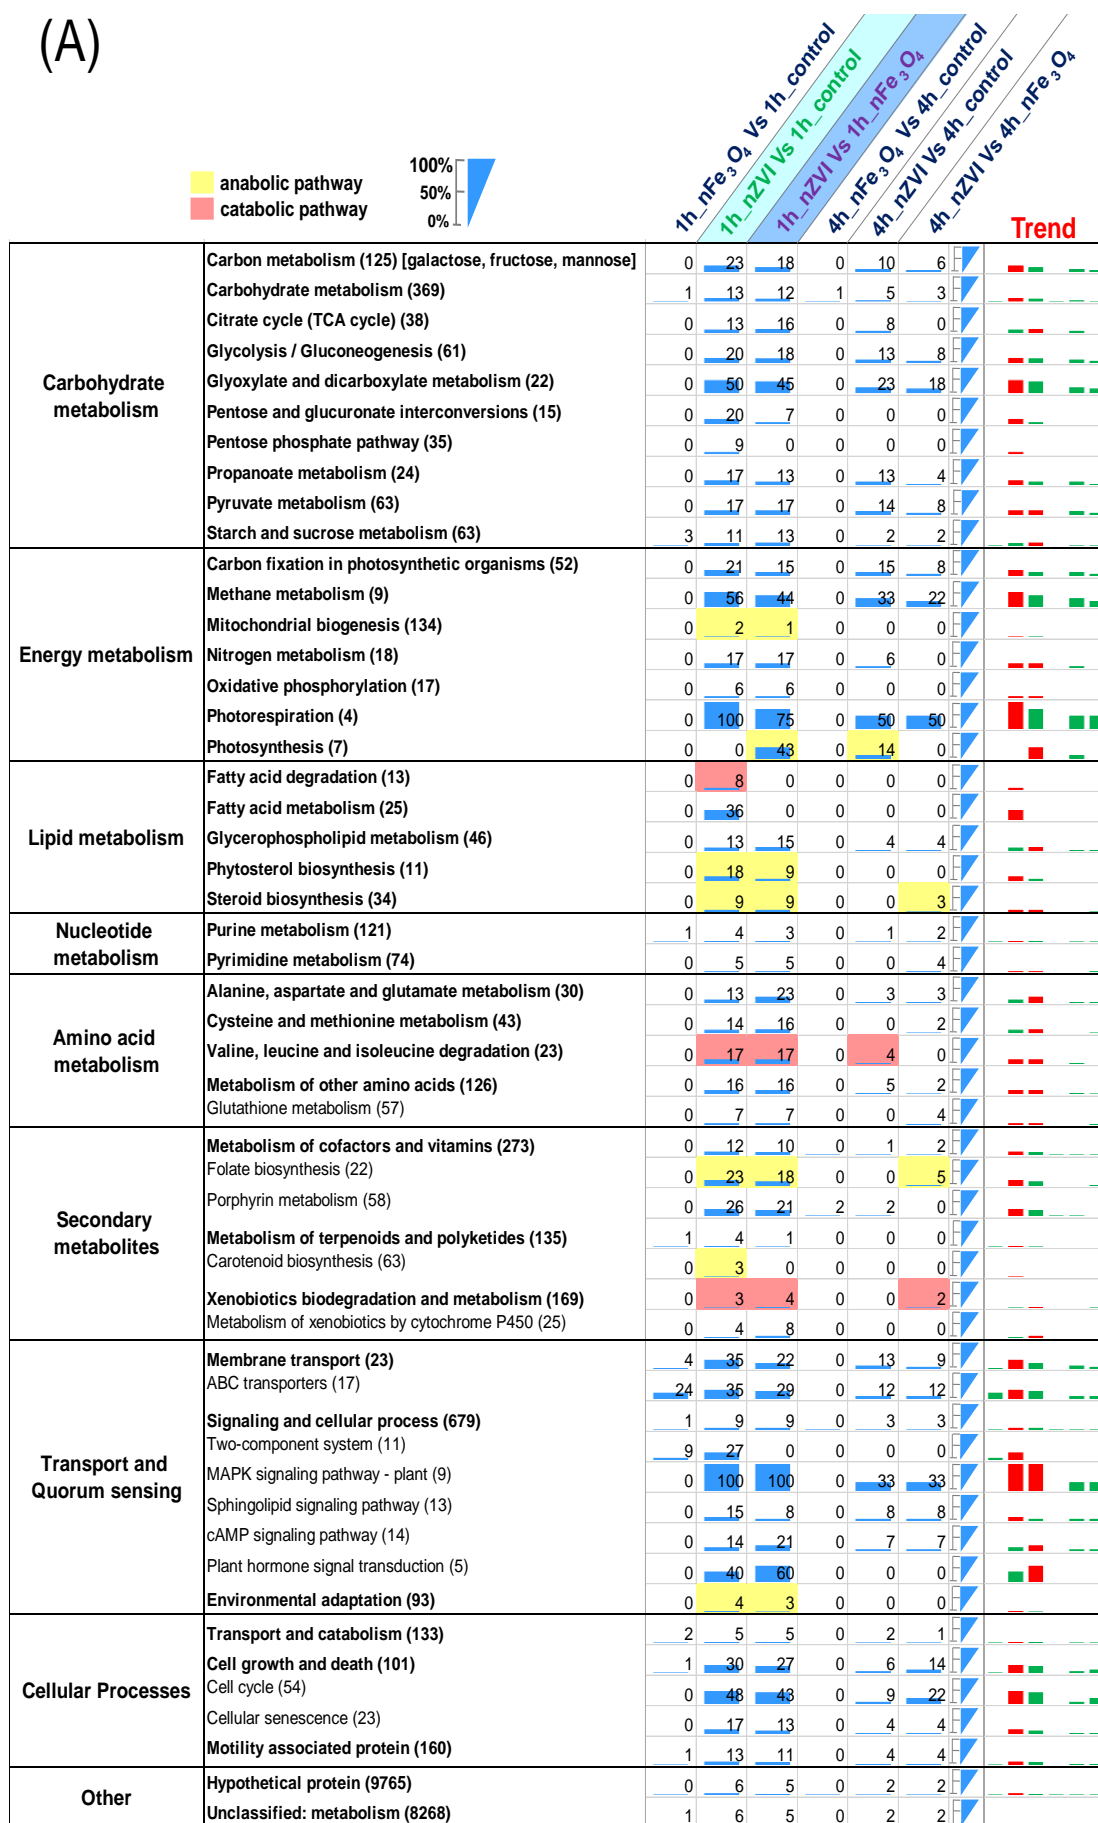 (A)
1h_nFe3O4 Vs 1h_control
1h_nZVI Vs 1h_control
1h_nZVI Vs 1h_nFe3O4
4h_nFe3O4 Vs 4h_control
4h_nZVI Vs 4h_control
4h_nZVI Vs 4h_nFe3O4
100%
50%
0%
anabolic pathway
catabolic pathway
Trend
Carbohydrate metabolism
Carbon metabolism (125) [galactose, fructose, mannose] 0 23 18 0 10 6
Carbohydrate metabolism (369) 1 13 12 1 5 3
Citrate cycle (TCA cycle) (38) 0 13 16 0 8 0
Glycolysis / Gluconeogenesis (61) 0 20 18 0 13 8
Glyoxylate and dicarboxylate metabolism (22) 0 50 45 0 23 18
Pentose and glucuronate interconversions (15) 0 20 7 0 0 0
Pentose phosphate pathway (35) 0 9 0 0 0 0
Propanoate metabolism (24) 0 17 13 0 13 4
Pyruvate metabolism (63) 0 17 17 0 14 8
Starch and sucrose metabolism (63) 3 11 13 0 2 2
Energy metabolism
Carbon fixation in photosynthetic organisms (52) 0 21 15 0 15 8
Methane metabolism (9) 0 56 44 0 33 22
Mitochondrial biogenesis (134) 0 2 1 0 0 0
Nitrogen metabolism (18) 0 17 17 0 6 0
Oxidative phosphorylation (17) 0 6 6 0 0 0
Photorespiration (4) 0 100 75 0 50 50
Photosynthesis (7) 0 0 43 0 14 0
Lipid metabolism
Fatty acid degradation (13) 0 8 0 0 0 0
Fatty acid metabolism (25) 0 36 0 0 0 0
Glycerophospholipid metabolism (46) 0 13 15 0 4 4
Phytosterol biosynthesis (11) 0 18 9 0 0 0
Steroid biosynthesis (34) 0 9 9 0 0 3
Nucleotide metabolism
Purine metabolism (121) 1 4 3 0 1 2
Pyrimidine metabolism (74) 0 5 5 0 0 4
Amino acid metabolism
Alanine, aspartate and glutamate metabolism (30) 0 13 23 0 3 3
Cysteine and methionine metabolism (43) 0 14 16 0 0 2
Valine, leucine and isoleucine degradation (23) 0 17 17 0 4 0
Metabolism of other amino acids (126) 0 16 16 0 5 2
Glutathione metabolism (57) 0 7 7 0 0 4
Secondary metabolites
Metabolism of cofactors and vitamins (273) 0 12 10 0 1 2
Folate biosynthesis (22) 0 23 18 0 0 5
Porphyrin metabolism (58) 0 26 21 2 2 0
Metabolism of terpenoids and polyketides (135) 1 4 1 0 0 0
Carotenoid biosynthesis (63) 0 3 0 0 0 0
Xenobiotics biodegradation and metabolism (169) 0 3 4 0 0 2
Metabolism of xenobiotics by cytochrome P450 (25) 0 4 8 0 0 0
Transport and Quorum sensing
Membrane transport (23) 4 35 22 0 13 9
ABC transporters (17) 24 35 29 0 12 12
Signaling and cellular process (679) 1 9 9 0 3 3
Two-component system (11) 9 27 0 0 0 0
MAPK signaling pathway - plant (9) 0 100 100 0 33 33
Sphingolipid signaling pathway (13) 0 15 8 0 8 8
cAMP signaling pathway (14) 0 14 21 0 7 7
Plant hormone signal transduction (5) 0 40 60 0 0 0
Environmental adaptation (93) 0 4 3 0 0 0
Cellular Processes
Transport and catabolism (133) 2 5 5 0 2 1
Cell growth and death (101) 1 30 27 0 6 14
Cell cycle (54) 0 48 43 0 9 22
Cellular senescence (23) 0 17 13 0 4 4
Motility associated protein (160) 1 13 11 0 4 4
Other
Hypothetical protein (9765) 0 6 5 0 2 2
Unclassified: metabolism (8268) 1 6 5 0 2 2